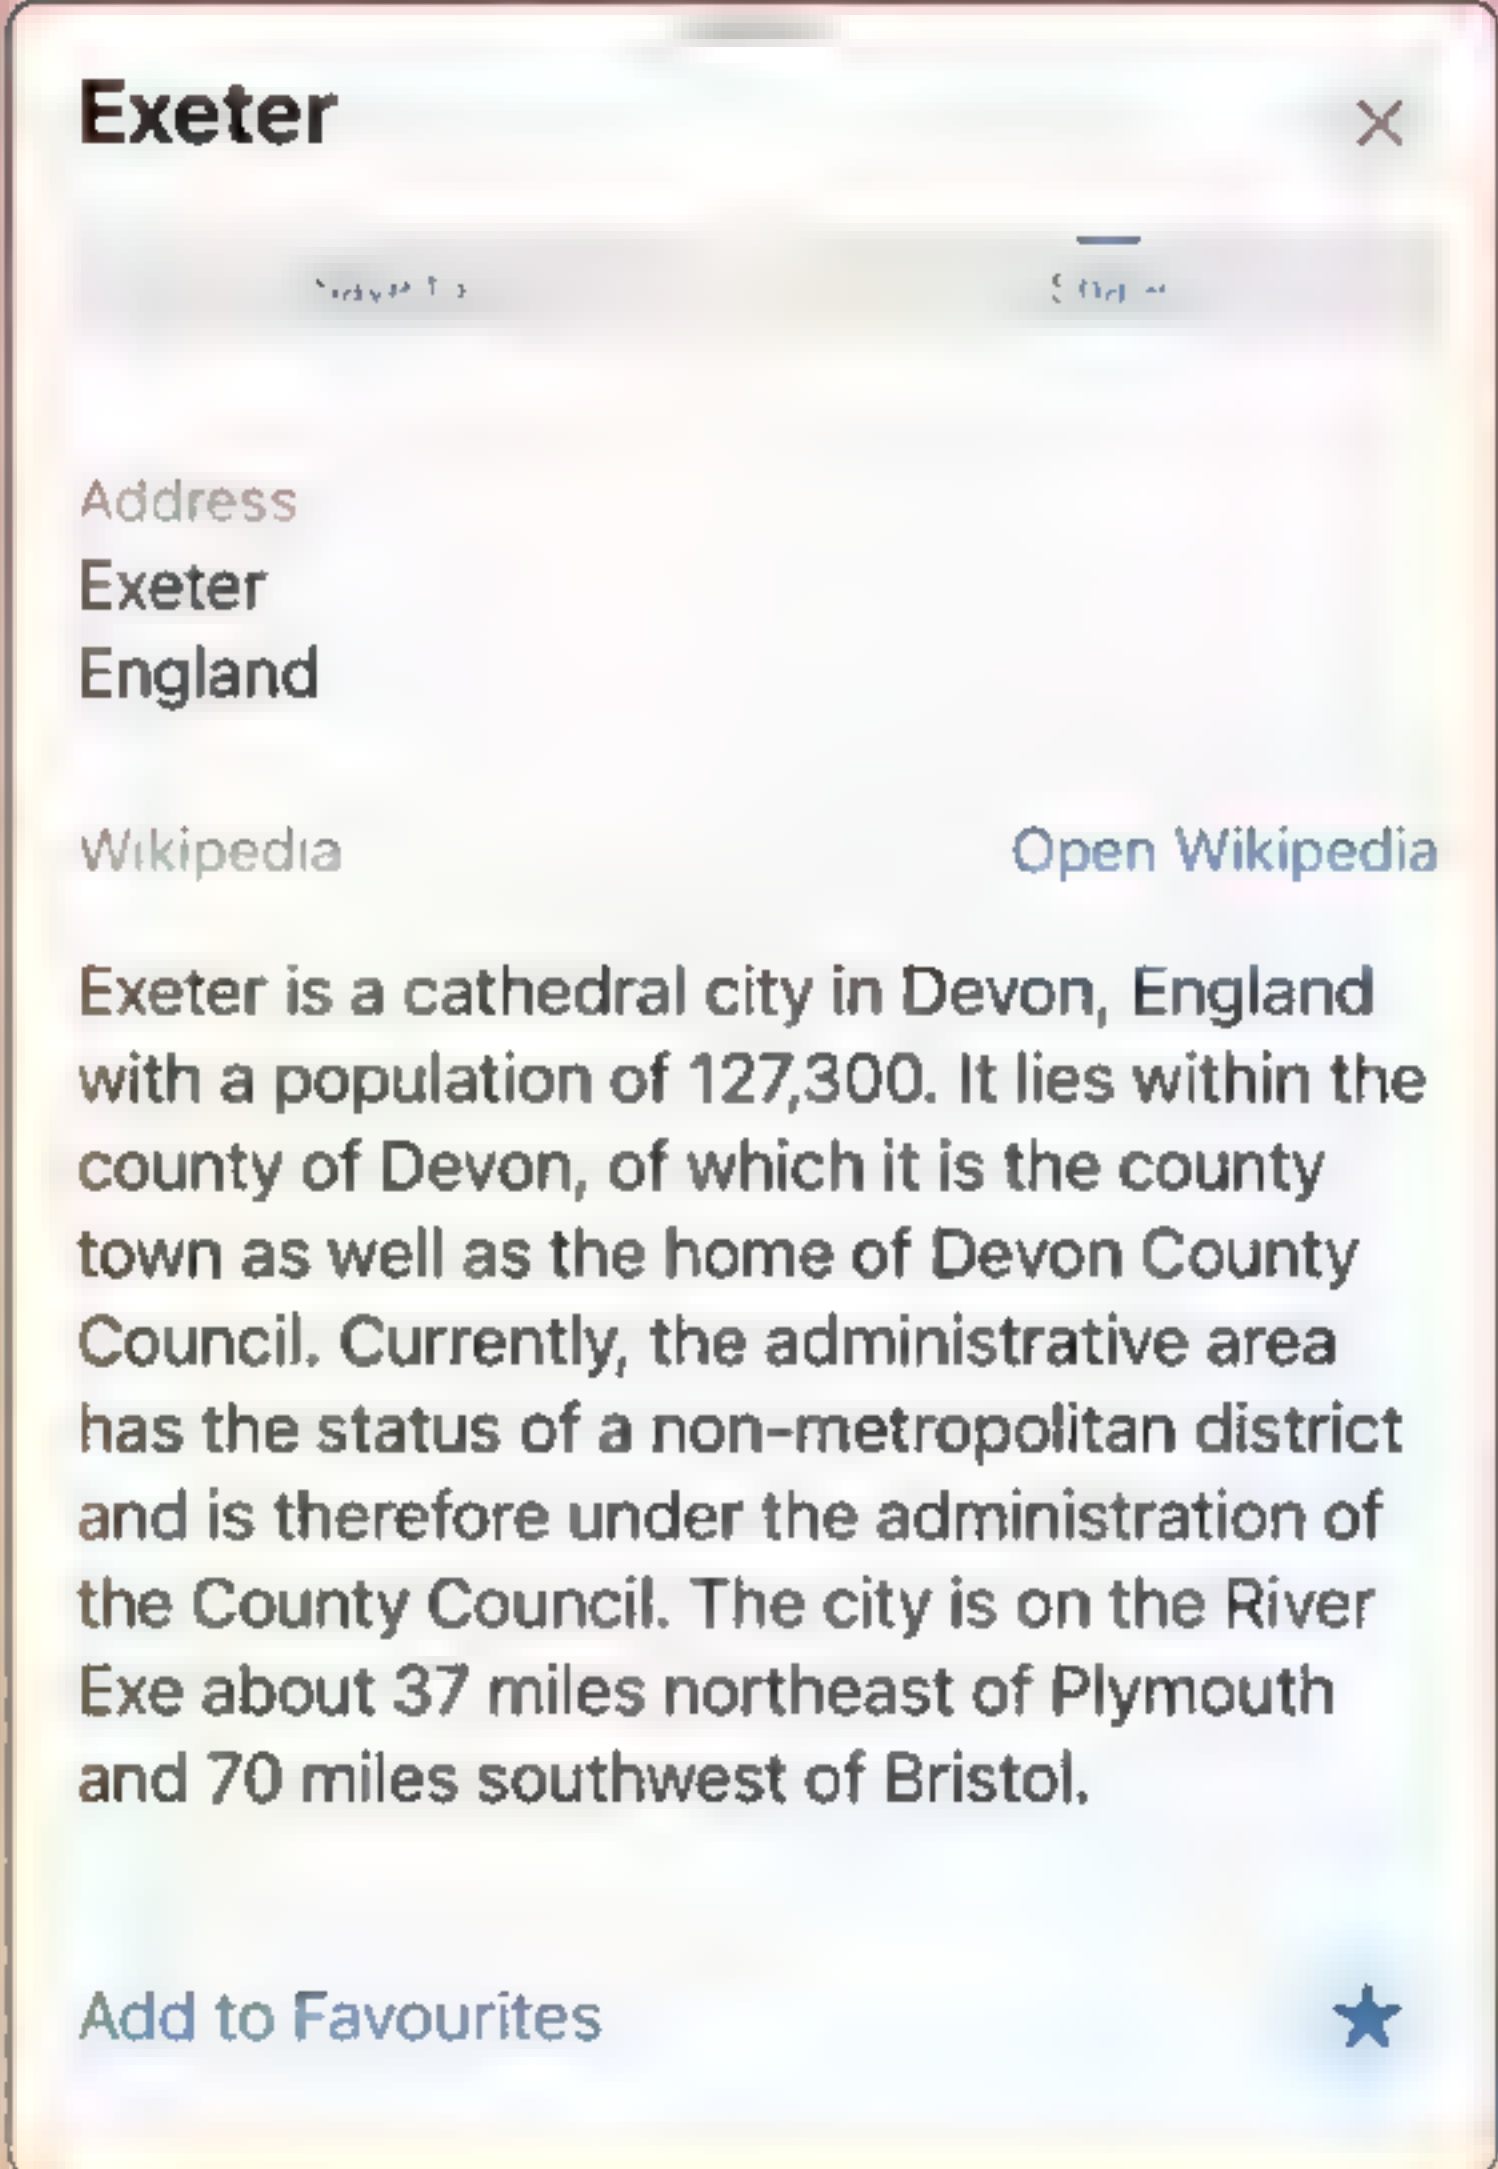 Exeter
Address
Exeter
England
Wikipedia
Open Wikipedia
Exeter is a cathedral city in Devon, England
with a population of 127,300. It lies within the
county of Devon, of which it is the county
town as well as the home of Devon County
Council. Currently, the administrative area
has the status of a non-metropolitan district
and is therefore under the administration of
the County Council. The city is on the River
Exe about 37 miles northeast of Plymouth
and 70 miles southwest of Bristol.
Add to Favourites